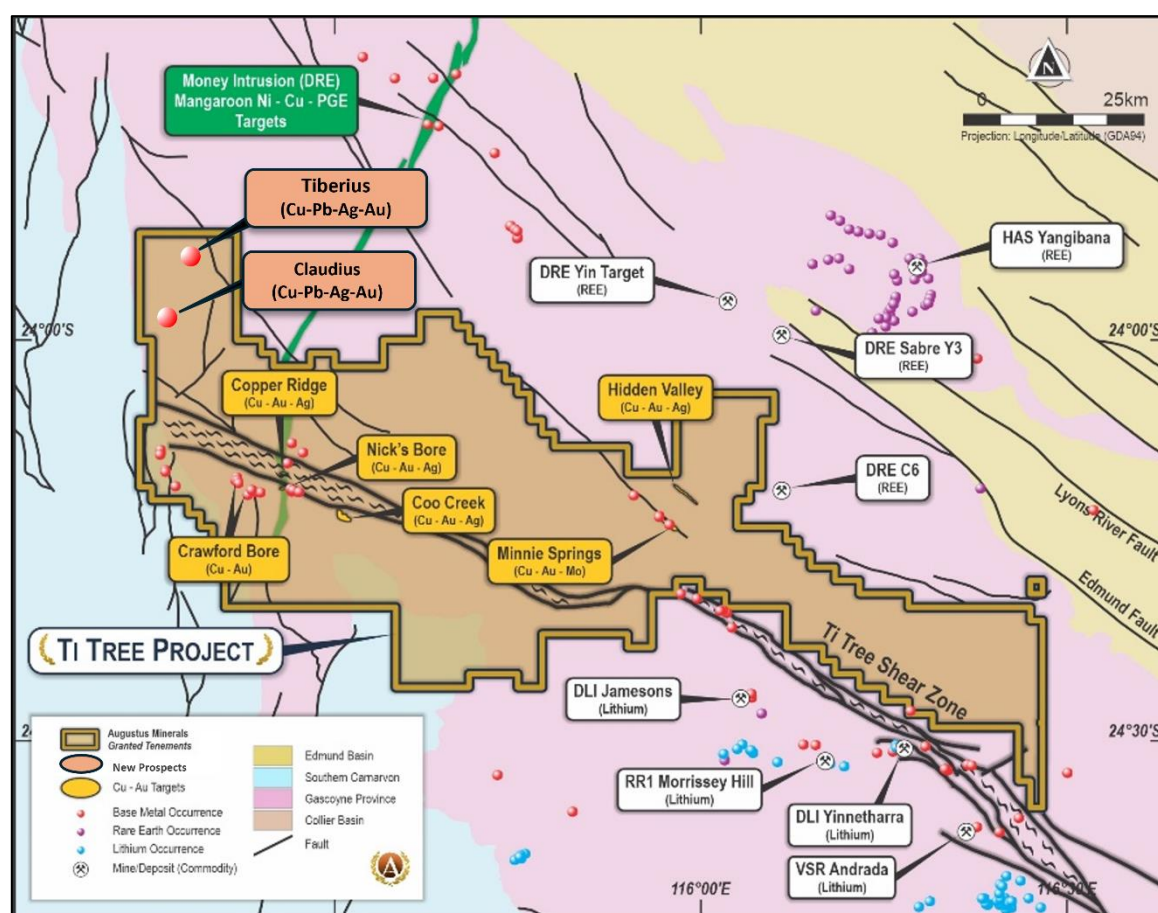 Money Intrusion (DRE)
Mangaroon Ni - Cu - PGE
Targets
N
0 25km
Projection: Longitude/Latitude (GDA94)
Tiberius
(Cu-Pb-Ag-Au)
Claudius
(Cu-Pb-Ag-Au)
HAS Yangibana
(REE)
DRE Yin Target
(REE)
24°00'S
24°00'S
DRE Sabre Y3
(REE)
Copper Ridge
(Cu - Au - Ag)
Hidden Valley
(Cu - Au - Ag)
Nick's Bore
(Cu - Au - Ag)
DRE C6
(REE)
Coo Creek
(Cu - Au - Ag)
Lyons River Fault
Crawford Bore
(Cu - Au)
Minnie Springs
(Cu - Au - Mo)
Edmund Fault
TI TREE PROJECT
Ti Tree Shear Zone
DLI Jamesons
(Lithium)
24°30'S
RR1 Morrissey Hill
(Lithium)
DLI Yinnetharra
(Lithium)
VSR Andrada
(Lithium)
116°00'E
116°30'E
Augustus Minerals
Granted Tenements
New Prospects
Cu - Au Targets
Base Metal Occurrence
Rare Earth Occurrence
Lithium Occurrence
Mine/Deposit (Commodity)
Edmund Basin
Southern Carnarvon
Gascoyne Province
Collier Basin
Fault
A